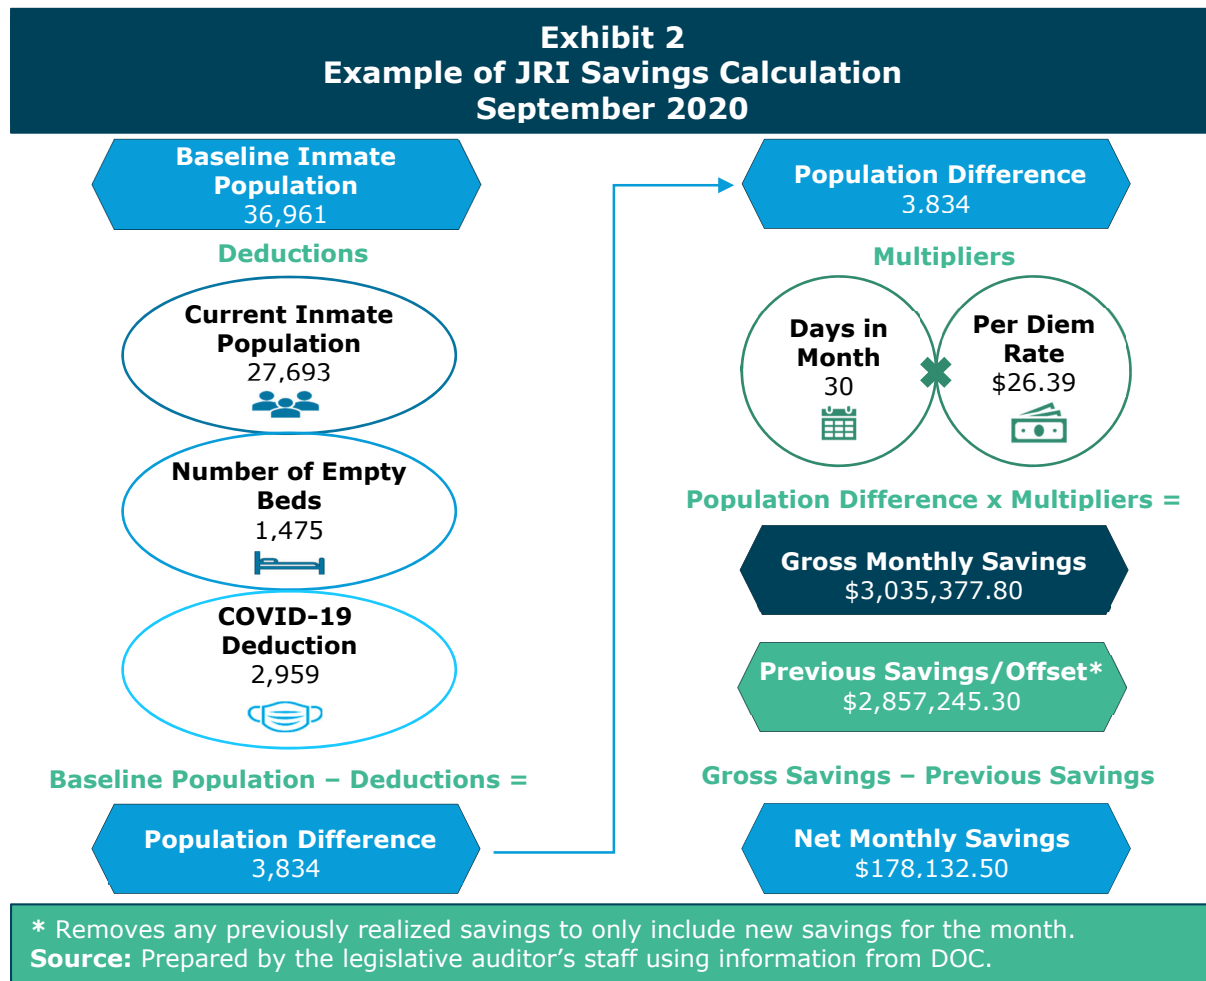 Exhibit 2
Example of JRI Savings Calculation
September 2020
Baseline Inmate
Population
36,961
Deductions
Current Inmate
Population
27,693
Number of Empty
Beds
1,475
COVID-19
Deduction
2,959
Baseline Population – Deductions =
Population Difference
3,834
Population Difference
3,834
Multipliers
Days in
Month
30
Per Diem
Rate
$26.39
Population Difference x Multipliers =
Gross Monthly Savings
$3,035,377.80
Previous Savings/Offset*
$2,857,245.30
Gross Savings – Previous Savings
Net Monthly Savings
$178,132.50
* Removes any previously realized savings to only include new savings for the month.
Source: Prepared by the legislative auditor’s staff using information from DOC.